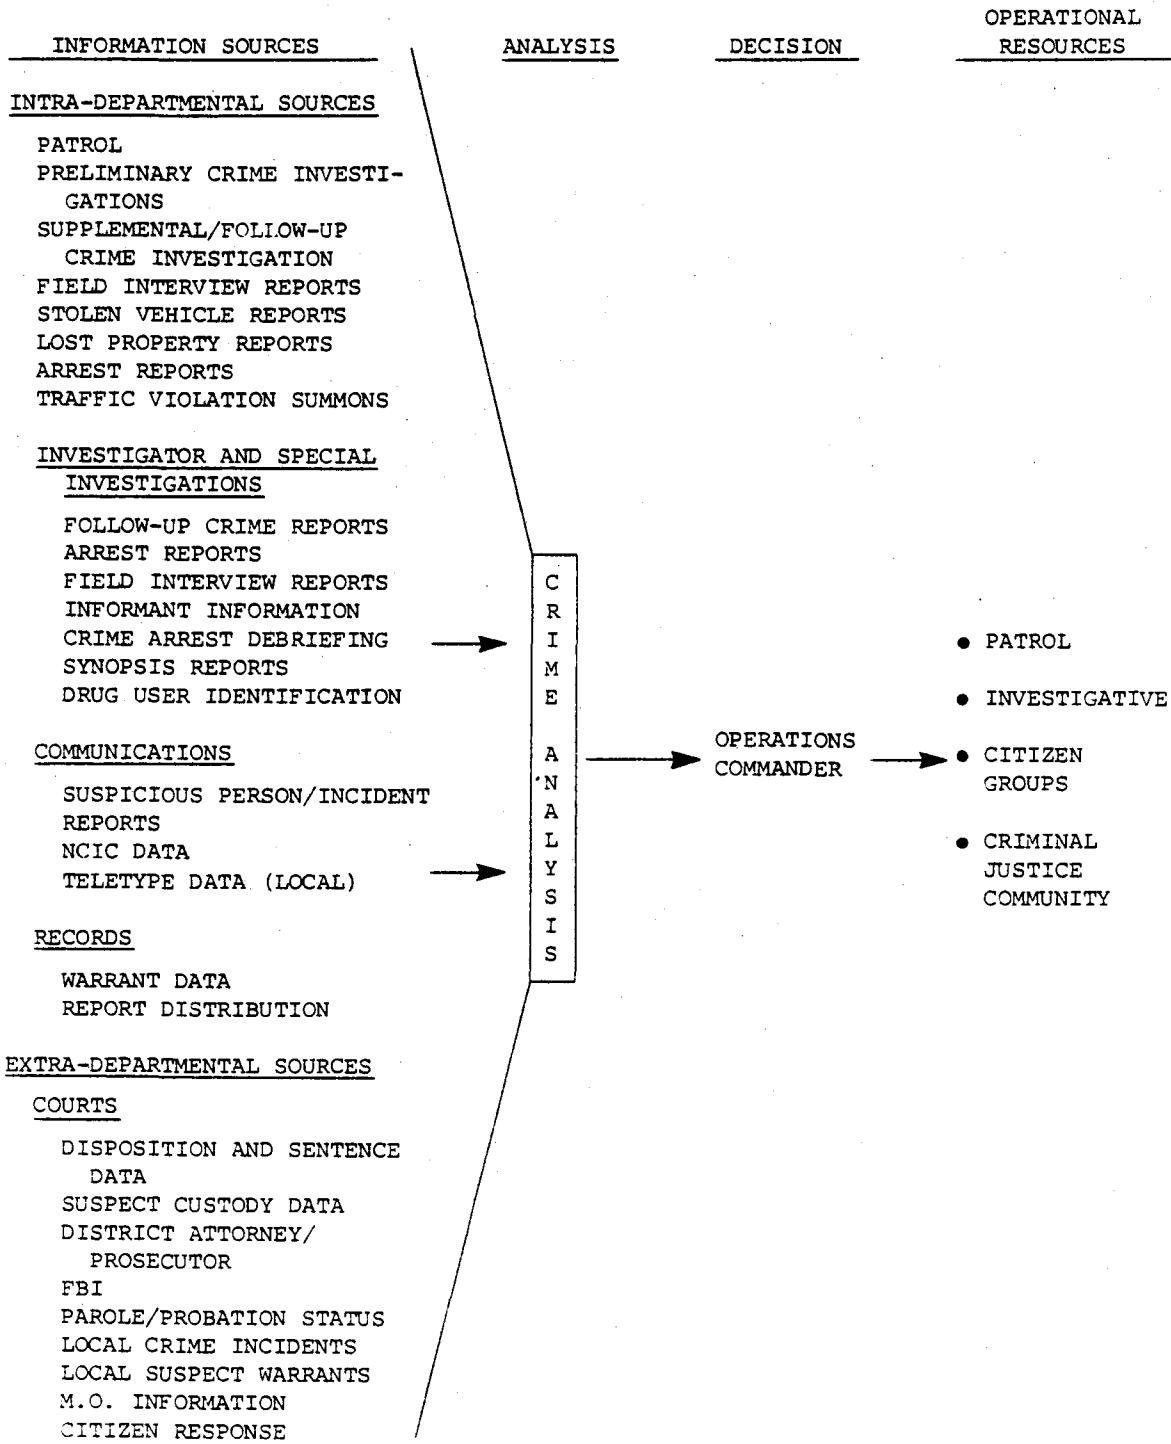 INFORMATION SOURCES
ANALYSIS
DECISION
OPERATIONAL
RESOURCES
INTRA-DEPARTMENTAL SOURCES
PATROL
PRELIMINARY CRIME INVESTI-
GATIONS
SUPPLEMENTAL/FOLLOW-UP
CRIME INVESTIGATION
FIELD INTERVIEW REPORTS
STOLEN VEHICLE REPORTS
LOST PROPERTY REPORTS
ARREST REPORTS
TRAFFIC VIOLATION SUMMONS
INVESTIGATOR AND SPECIAL
INVESTIGATIONS
FOLLOW-UP CRIME REPORTS
ARREST REPORTS
FIELD INTERVIEW REPORTS
INFORMANT INFORMATION
CRIME ARREST DEBRIEFING
SYNOPSIS REPORTS
DRUG USER IDENTIFICATION
COMMUNICATIONS
SUSPICIOUS PERSON/INCIDENT
REPORTS
NCIC DATA
TELETYPE DATA (LOCAL)
RECORDS
WARRANT DATA
REPORT DISTRIBUTION
EXTRA-DEPARTMENTAL SOURCES
COURTS
DISPOSITION AND SENTENCE
DATA
SUSPECT CUSTODY DATA
DISTRICT ATTORNEY/
PROSECUTOR
FBI
PAROLE/PROBATION STATUS
LOCAL CRIME INCIDENTS
LOCAL SUSPECT WARRANTS
M.O. INFORMATION
CITIZEN RESPONSE
CRIME ANALYSIS
OPERATIONS
COMMANDER
• PATROL
• INVESTIGATIVE
• CITIZEN
GROUPS
• CRIMINAL
JUSTICE
COMMUNITY